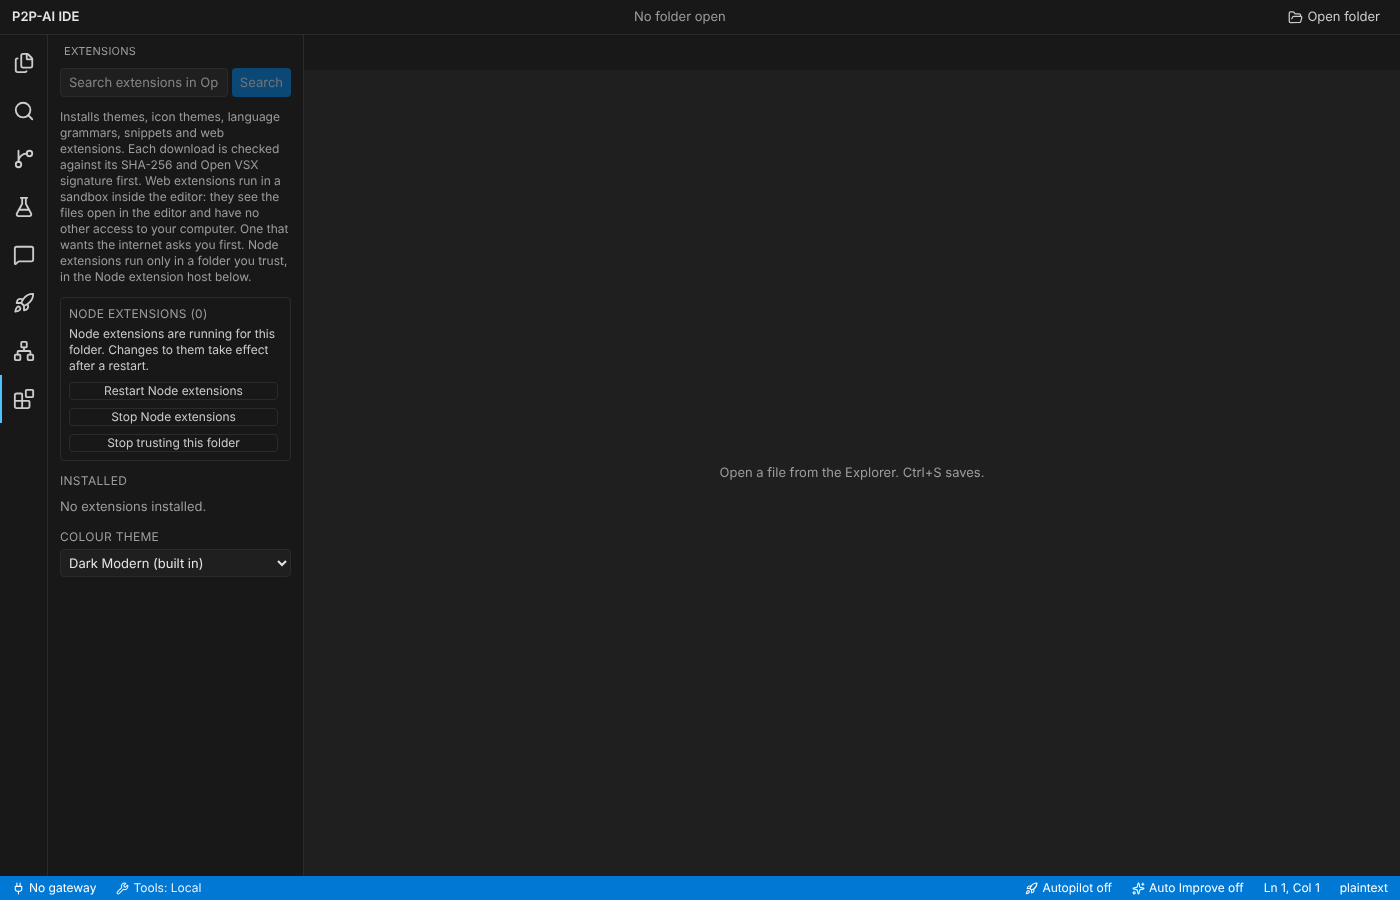 P2P-AI IDE
No folder open
Open folder
EXTENSIONS
Search extensions in Op
Search
Installs themes, icon themes, language
grammars, snippets and web
extensions. Each download is checked
against its SHA-256 and Open VSX
signature first. Web extensions run in a
sandbox inside the editor: they see the
files open in the editor and have no
other access to your computer. One that
wants the internet asks you first. Node
extensions run only in a folder you trust,
in the Node extension host below.
NODE EXTENSIONS (0)
Node extensions are running for this
folder. Changes to them take effect
after a restart.
Restart Node extensions
Stop Node extensions
Stop trusting this folder
INSTALLED
No extensions installed.
COLOUR THEME
Dark Modern (built in)
Open a file from the Explorer. Ctrl+S saves.
No gateway
Tools: Local
Autopilot off
Auto Improve off
Ln 1, Col 1
plaintext